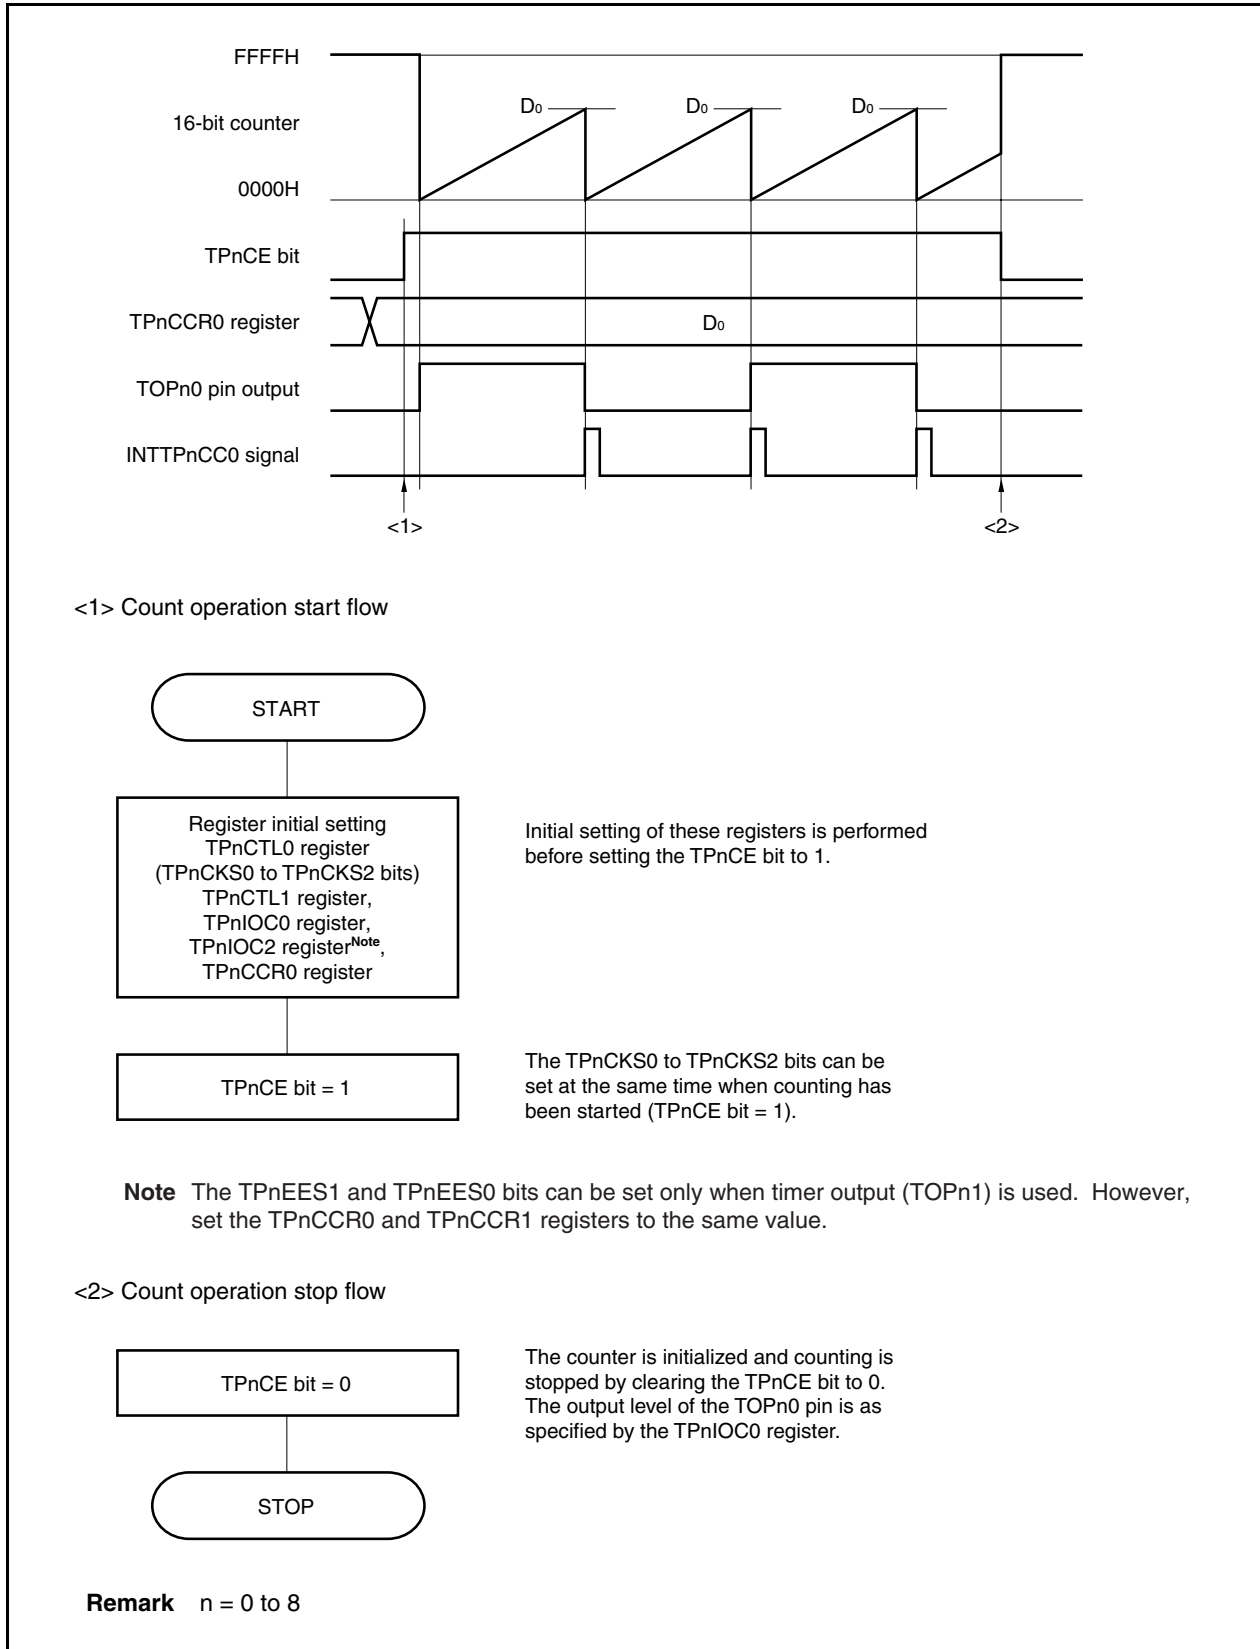 FFFFH
16-bit counter
0000H
D0
D0
D0
TPnCE bit
TPnCCR0 register
D0
TOPn0 pin output
INTTPnCC0 signal
<1>
<2>
<1> Count operation start flow
START
Register initial setting
TPnCTL0 register
(TPnCKS0 to TPnCKS2 bits)
TPnCTL1 register,
TPnIOC0 register,
TPnIOC2 registerNote,
TPnCCR0 register
Initial setting of these registers is performed
before setting the TPnCE bit to 1.
TPnCE bit = 1
The TPnCKS0 to TPnCKS2 bits can be
set at the same time when counting has
been started (TPnCE bit = 1).
Note The TPnEES1 and TPnEES0 bits can be set only when timer output (TOPn1) is used. However,
set the TPnCCR0 and TPnCCR1 registers to the same value.
<2> Count operation stop flow
TPnCE bit = 0
The counter is initialized and counting is
stopped by clearing the TPnCE bit to 0.
The output level of the TOPn0 pin is as
specified by the TPnIOC0 register.
STOP
Remark n = 0 to 8